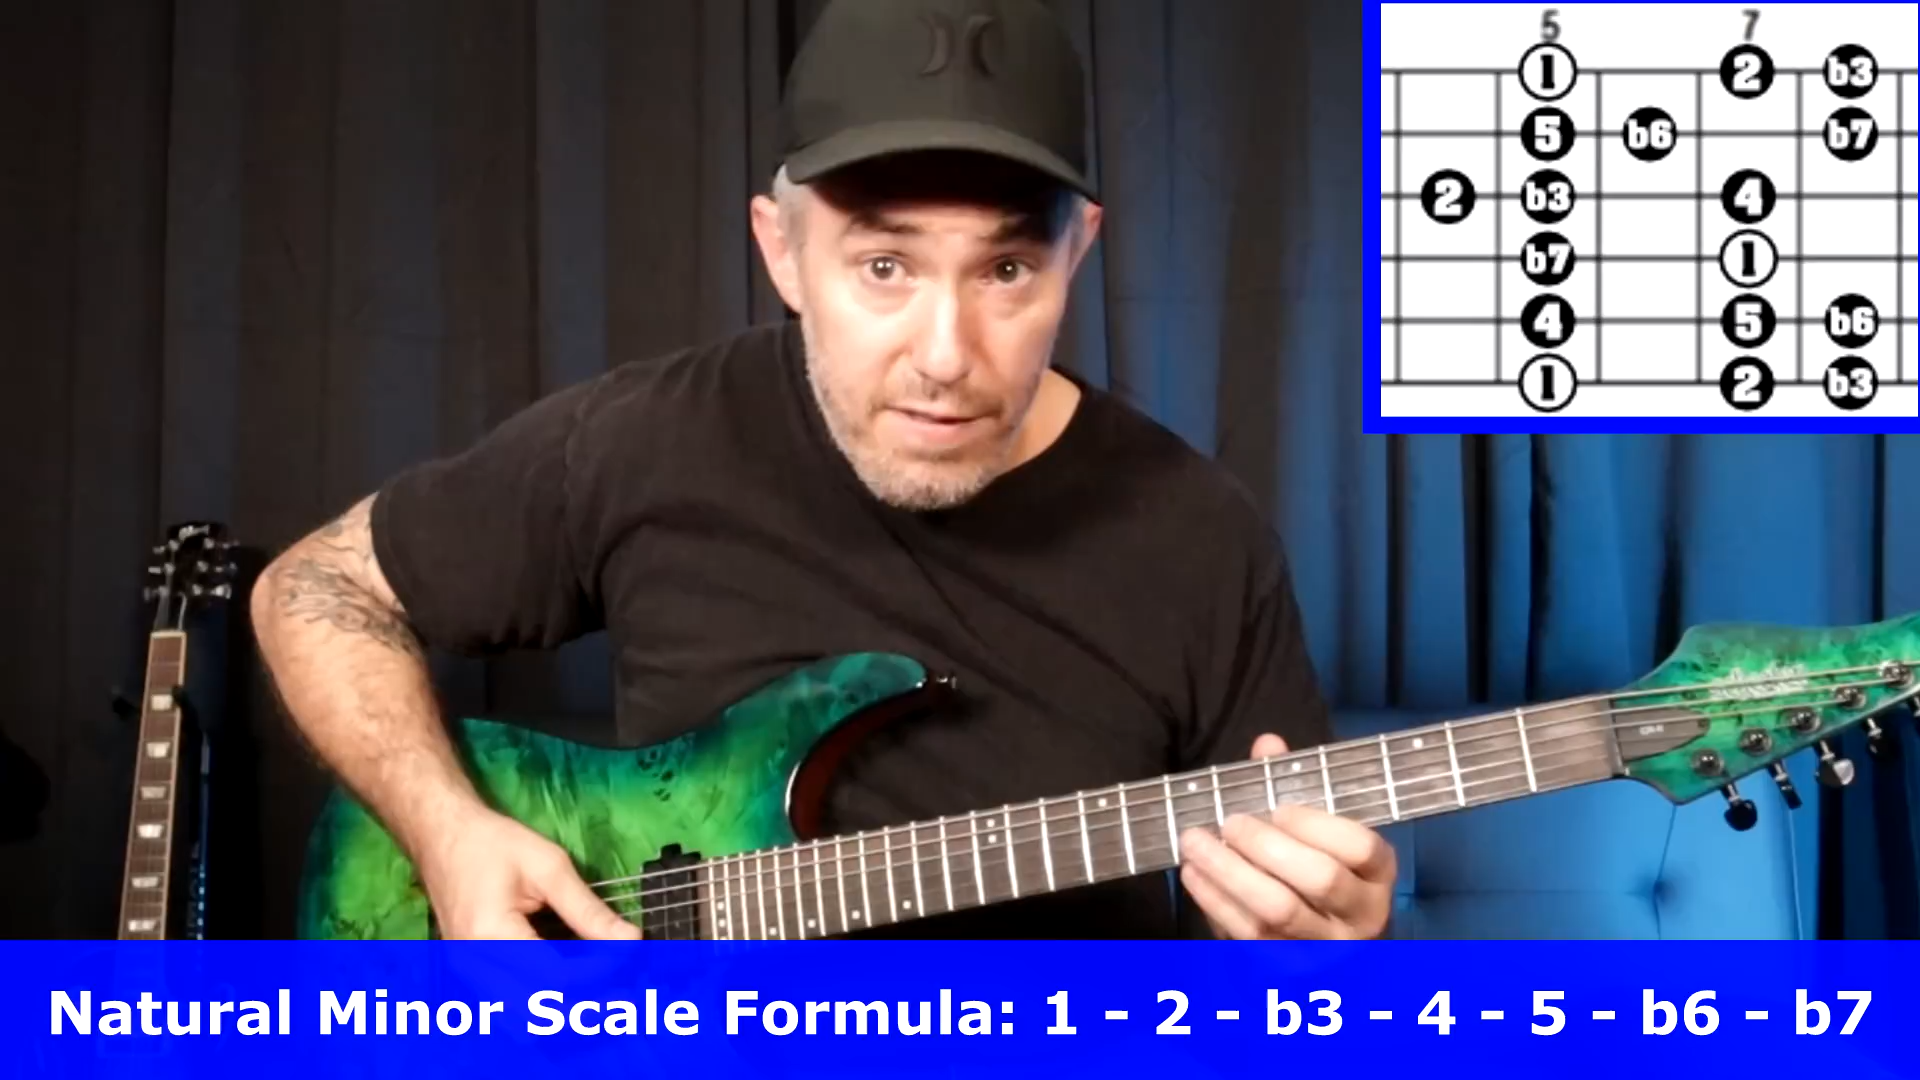 5 7
1 2 b3
5 b6 b7
2 b3 4
b7 1
4 5 b6
1 2 b3
Natural Minor Scale Formula: 1 - 2 - b3 - 4 - 5 - b6 - b7